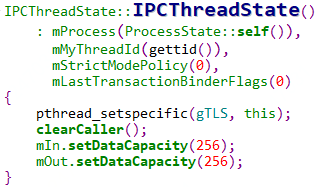 IPCThreadState::IPCThreadState()
    : mProcess(ProcessState::self()),
      mMyThreadId(gettid()),
      mStrictModePolicy(0),
      mLastTransactionBinderFlags(0)
{
    pthread_setspecific(gTLS, this);
    clearCaller();
    mIn.setDataCapacity(256);
    mOut.setDataCapacity(256);
}